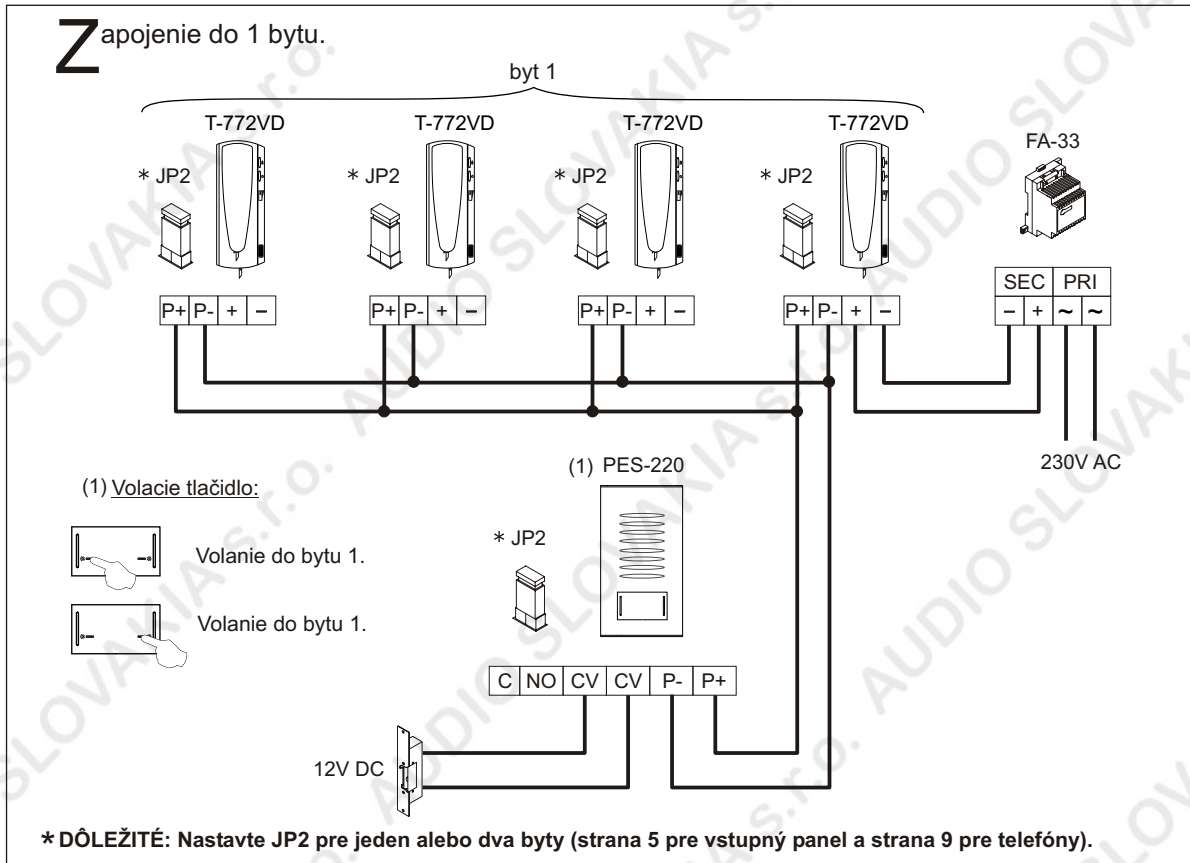 Zapojenie do 1 bytu.
byt 1
T-772VD T-772VD T-772VD T-772VD
FA-33
* JP2 * JP2 * JP2 * JP2
SEC PRI
P+ P- + – P+ P- + – P+ P- + – P+ P- + – – + ~ ~
230V AC
(1) PES-220
(1) Volacie tlačidlo:
* JP2
Volanie do bytu 1.
Volanie do bytu 1.
C NO CV CV P- P+
12V DC
* DÔLEŽITÉ: Nastavte JP2 pre jeden alebo dva byty (strana 5 pre vstupný panel a strana 9 pre telefóny).
AUDIO SLOVAKIA s.r.o.